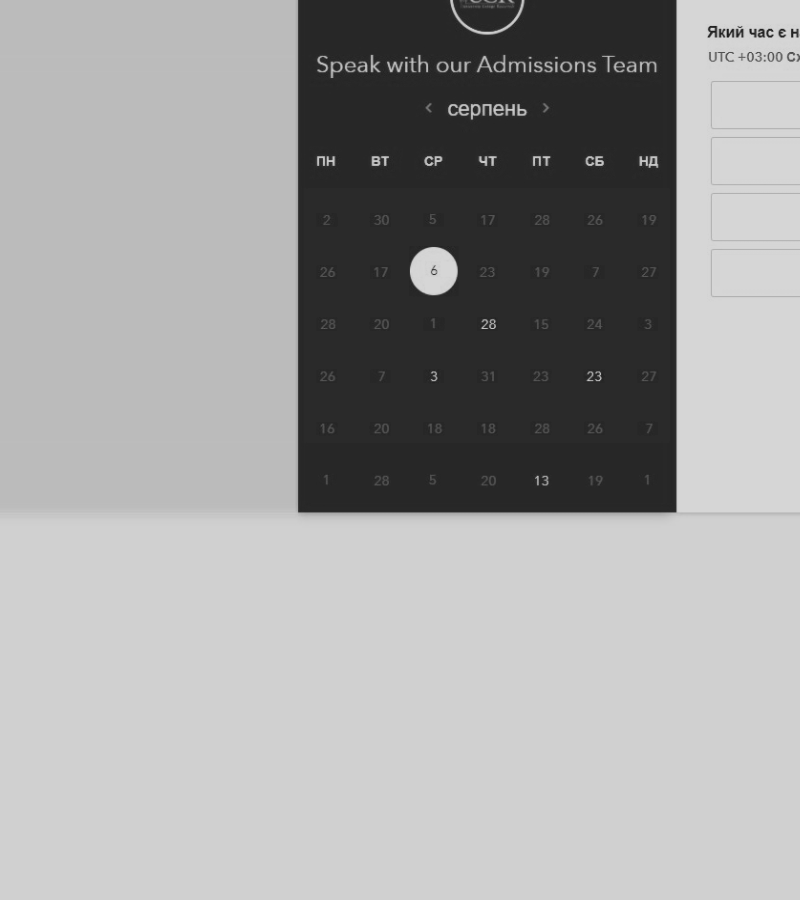 Speak with our Admissions Team
серпень
ПН ВТ СР ЧТ ПТ СБ НД
2 30 5 17 28 26 19
26 17 6 23 19 7 27
28 20 1 28 15 24 3
26 7 3 31 23 23 27
16 20 18 18 28 26 7
1 28 5 20 13 19 1
Який час є
UTC +03:00